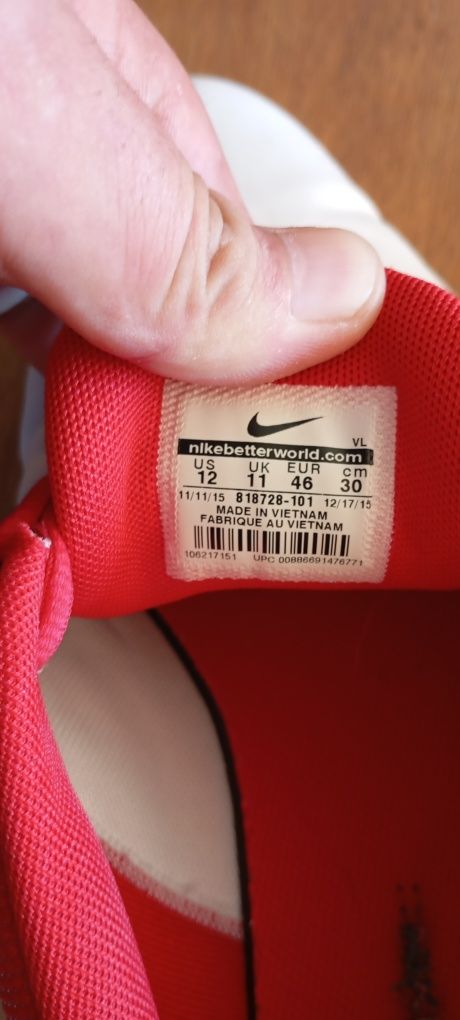 VL
nikebetterworld.com
US UK EUR cm
12 11 46 30
11/11/15 818728-101 12/17/15
MADE IN VIETNAM
FABRIQUE AU VIETNAM
106217151 UPC 00886691476771